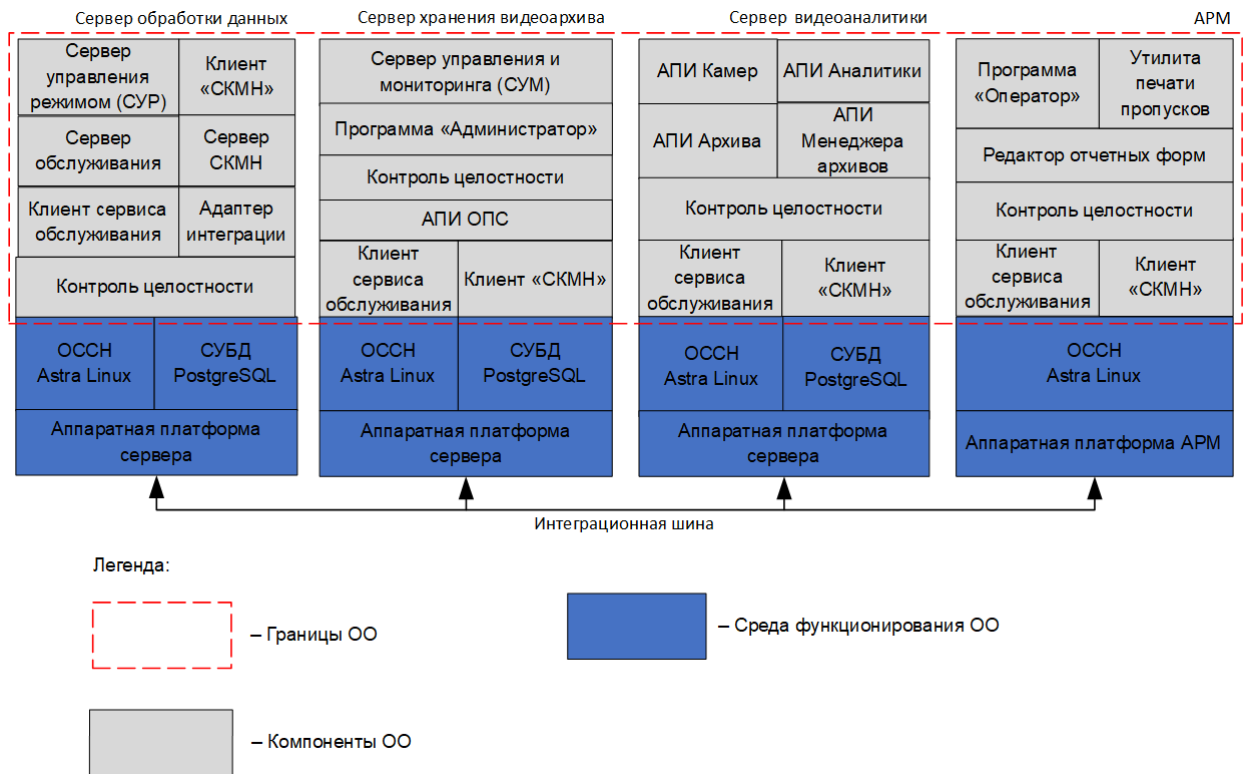 Сервер обработки данных
Сервер хранения видеоархива
Сервер видеоаналитики
АРМ
Сервер
управления
режимом (СУР)
Клиент
«СКМН»
Сервер
обслуживания
Сервер
СКМН
Клиент сервиса
обслуживания
Адаптер
интеграции
Контроль целостности
ОССН
Astra Linux
СУБД
PostgreSQL
Аппаратная платформа
сервера
Сервер управления и
мониторинга (СУМ)
Программа «Администратор»
Контроль целостности
АПИ ОПС
Клиент
сервиса
обслуживания
Клиент «СКМН»
ОССН
Astra Linux
СУБД
PostgreSQL
Аппаратная платформа
сервера
АПИ Камер
АПИ Аналитики
АПИ Архива
АПИ
Менеджера
архивов
Контроль целостности
Клиент
сервиса
обслуживания
Клиент
«СКМН»
ОССН
Astra Linux
СУБД
PostgreSQL
Аппаратная платформа
сервера
Программа
«Оператор»
Утилита
печати
пропусков
Редактор отчетных форм
Контроль целостности
Клиент
сервиса
обслуживания
Клиент
«СКМН»
ОССН
Astra Linux
Аппаратная платформа АРМ
Интеграционная шина
Легенда:
– Границы ОО
– Среда функционирования ОО
– Компоненты ОО